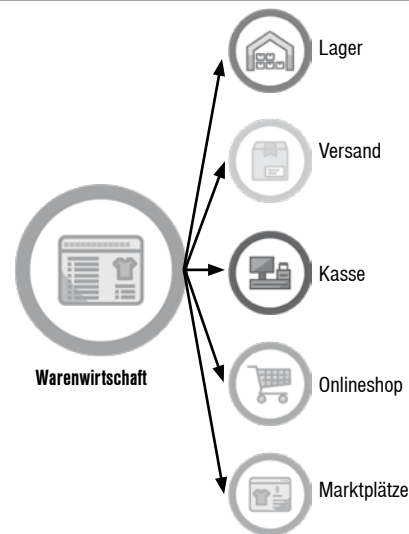 Lager
Versand
Kasse
Warenwirtschaft
Onlineshop
Marktplätze